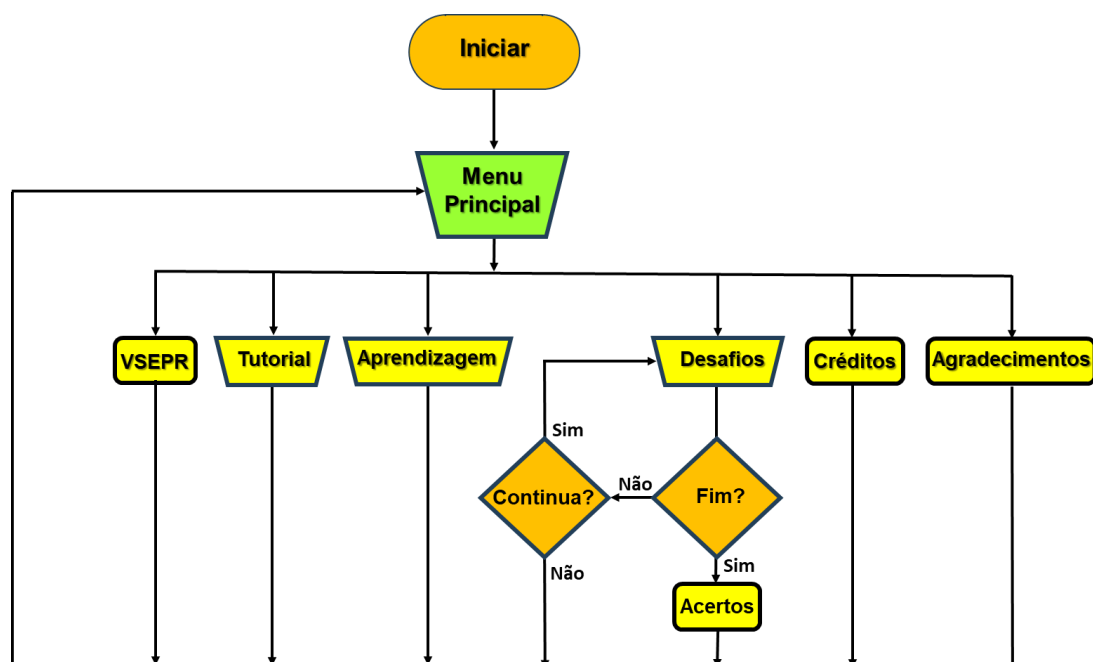 Iniciar
Menu
Principal
VSEPR
Tutorial
Aprendizagem
Desafios
Créditos
Agradecimentos
Sim
Continua?
Não
Fim?
Não
Sim
Acertos